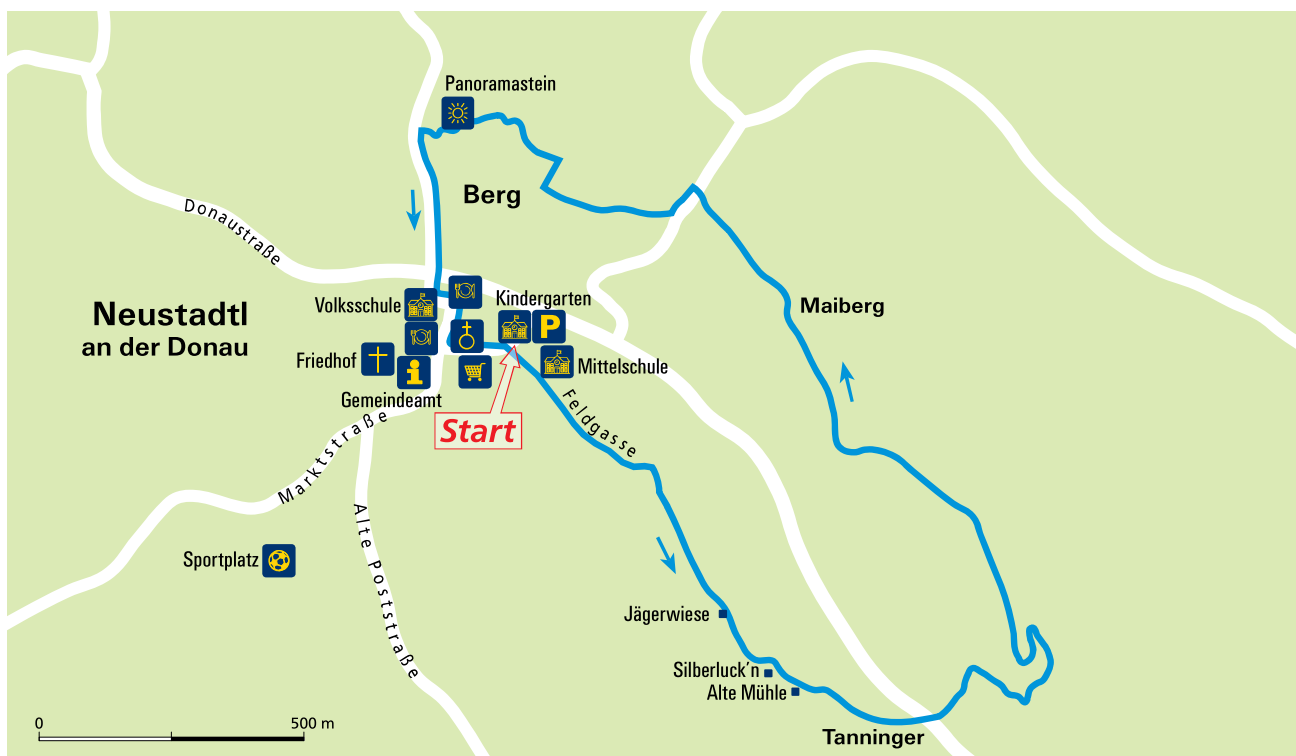 Panoramastein
Berg
Donaustraße
Neustadtl
an der Donau
Volksschule
Kindergarten
P
Maiberg
Friedhof
Mittelschule
Gemeindeamt
Start
Feldgasse
Marktstraße
Alte Poststraße
Sportplatz
Jägerwiese
Silberluck'n
Alte Mühle
Tanninger
0 500 m